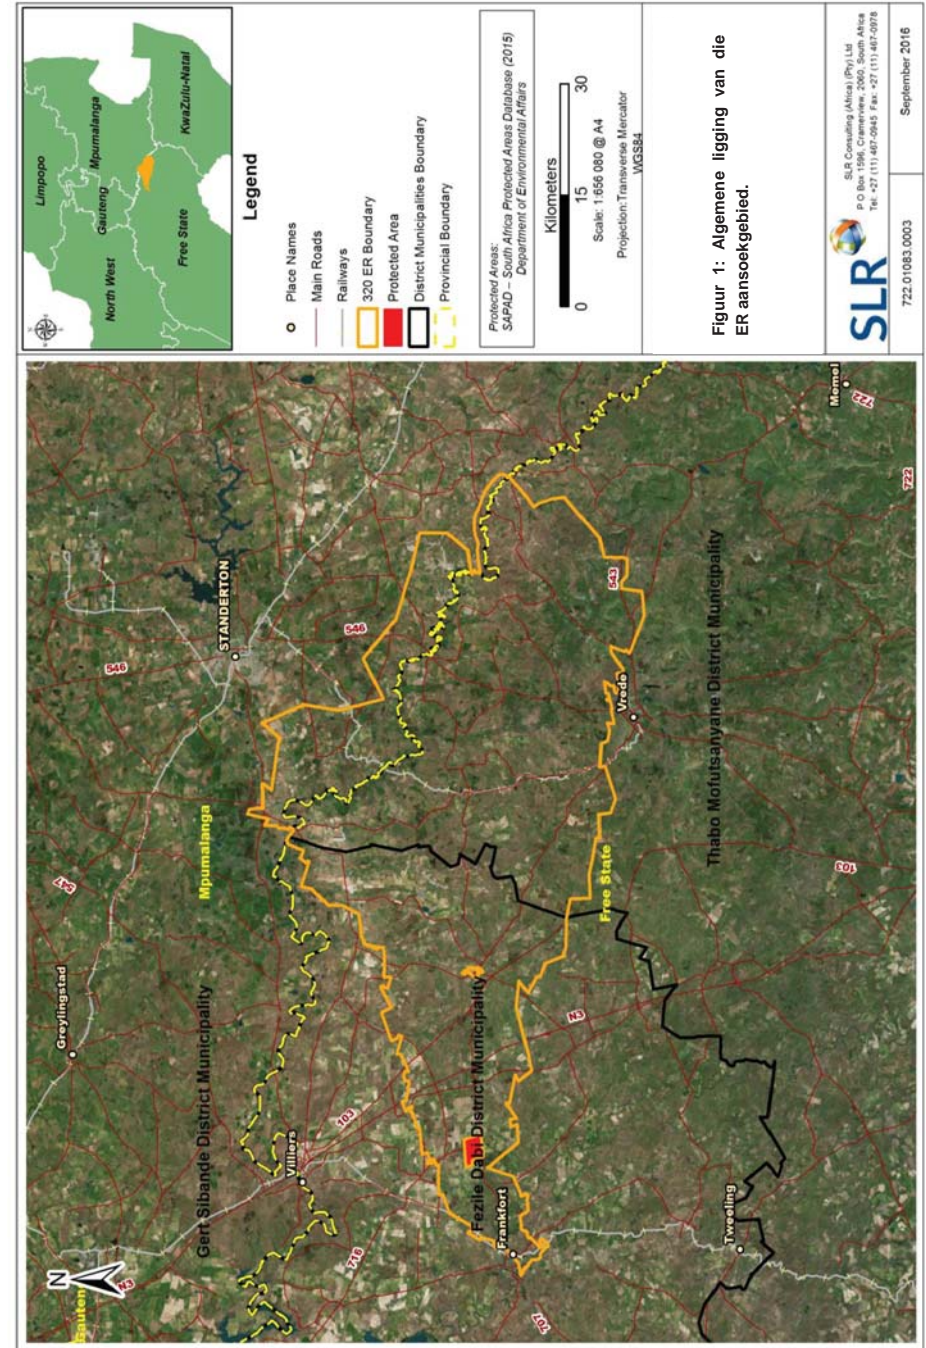 Gauteng
N3
N
Greylingstad
547
546
STANDERTON
546
Mpumalanga
Gert Sibande District Municipality
Villiers
103
716
Frankfort
Fezile Dabi District Municipality
N3
707
Tweeling
Free State
103
Vrede
543
Thabo Mofutsanyane District Municipality
722
Memel
722
Limpopo
North West
Gauteng
Mpumalanga
Free State
KwaZulu-Natal
Legend
Place Names
Main Roads
Railways
320 ER Boundary
Protected Area
District Municipalities Boundary
Provincial Boundary
Protected Areas:
SAPAD – South Africa Protected Areas Database (2015)
Department of Environmental Affairs
Kilometers
0 15 30
Scale: 1:656 080 @ A4
Projection:Transverse Mercator
WGS84
Figuur 1: Algemene ligging van die
ER aansoekgebied.
SLR
SLR Consulting (Africa) (Pty) Ltd
P O Box 1596, Cramerview, 2060, South Africa
Tel: +27 (11) 467-0945 Fax: +27 (11) 467-0978
722.01083.0003
September 2016